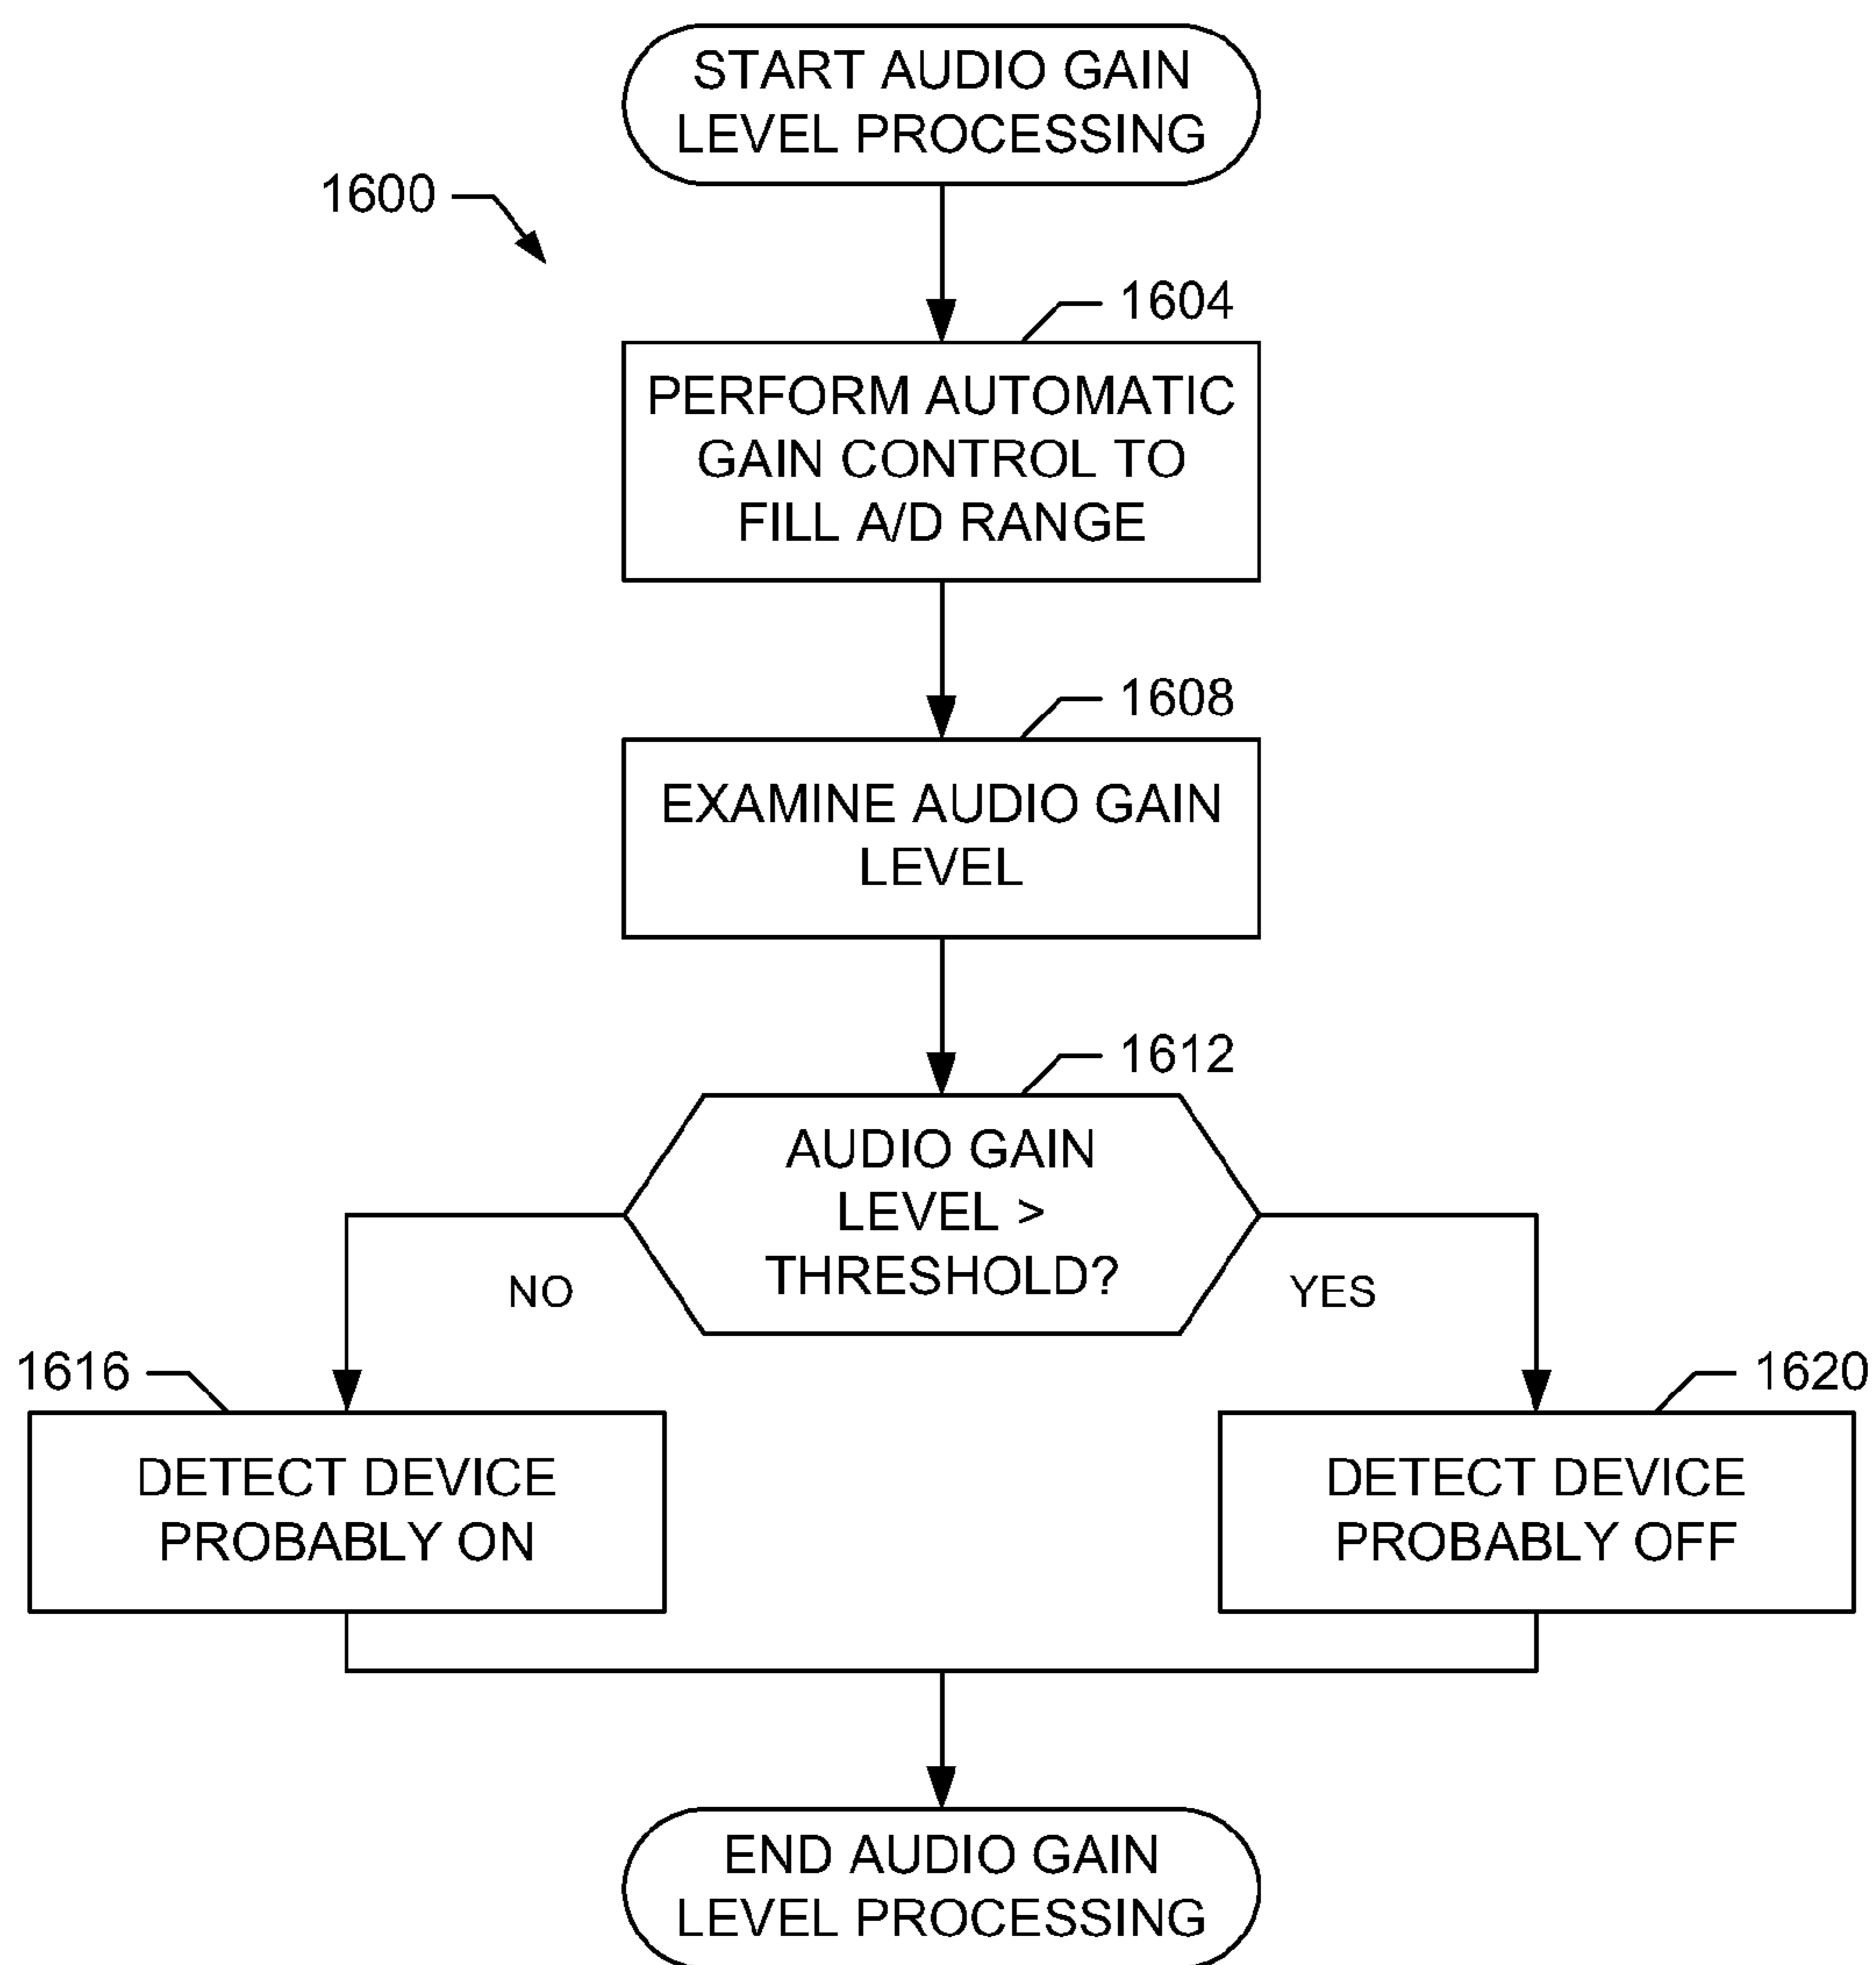 START AUDIO GAIN
LEVEL PROCESSING
1600
1604
PERFORM AUTOMATIC
GAIN CONTROL TO
FILL A/D RANGE
1608
EXAMINE AUDIO GAIN
LEVEL
1612
AUDIO GAIN
LEVEL >
THRESHOLD?
NO
YES
1616
DETECT DEVICE
PROBABLY ON
1620
DETECT DEVICE
PROBABLY OFF
END AUDIO GAIN
LEVEL PROCESSING